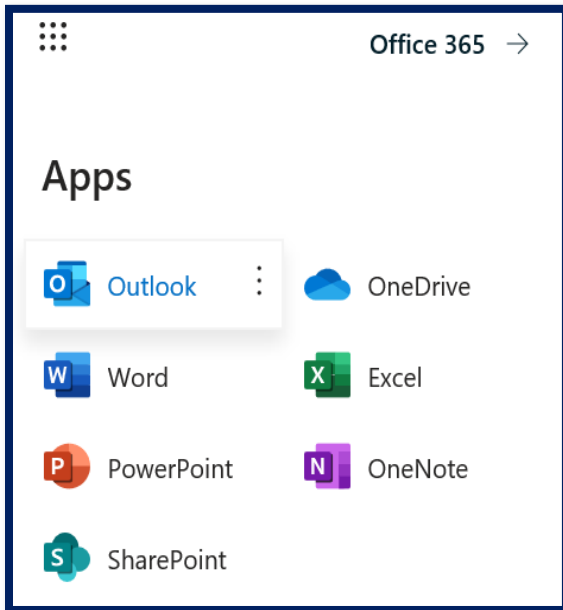 Office 365 →
Apps
O Outlook OneDrive
W Word X Excel
P PowerPoint N OneNote
S SharePoint